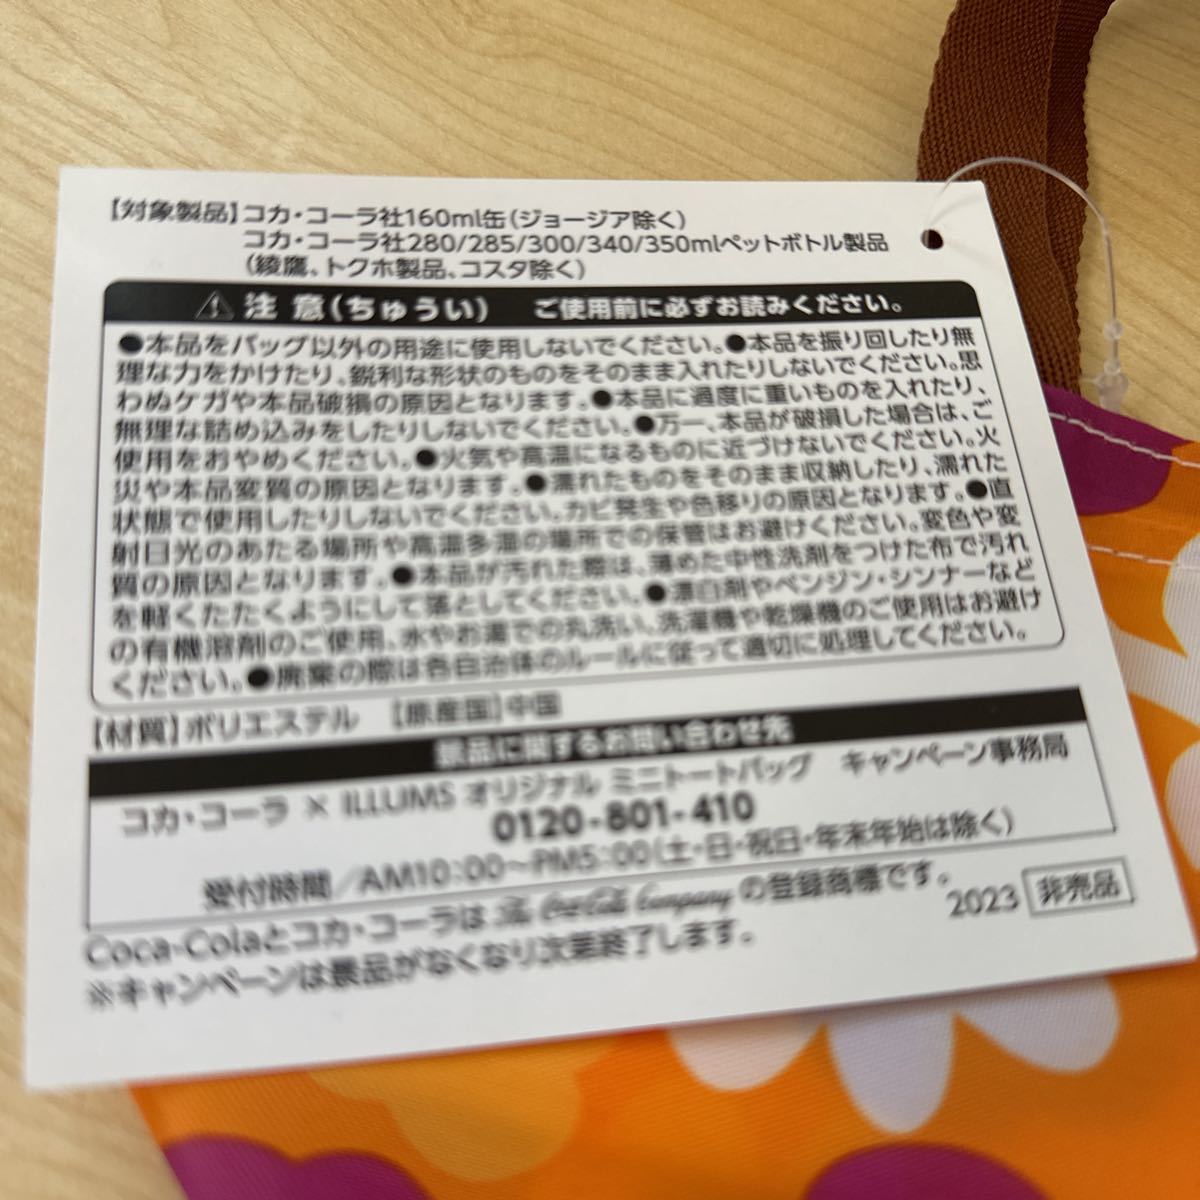 【対象製品】コカ・コーラ社160ml缶(ジョージア除く)
コカ・コーラ社280/285/300/340/350mlペットボトル製品
(綾鷹、トクホ製品、コスタ除く)
注 意(ちゅうい) ご使用前に必ずお読みください。
●本品をバッグ以外の用途に使用しないでください。●本品を振り回したり無
理な力をかけたり、鋭利な形状のものをそのまま入れたりしないでください。思
わぬケガや本品破損の原因となります。●本品に過度に重いものを入れたり、
無理な詰め込みをしたりしないでください。●万一、本品が破損した場合は、ご
使用をおやめください。●火気や高温になるものに近づけないでください。火
災や本品変質の原因となります。●濡れたものをそのまま収納したり、濡れた
状態で使用したりしないでください。カビ発生や色移りの原因となります。●直
射日光のあたる場所や高温多湿の場所での保管はお避けください。変色や変
質の原因となります。●本品が汚れた際は、薄めた中性洗剤をつけた布で汚れ
を軽くたたくようにして落としてください。●漂白剤やベンジン・シンナーなど
の有機溶剤のご使用、水やお湯での丸洗い、洗濯機や乾燥機のご使用はお避け
ください。●廃棄の際は各自治体のルールに従って適切に処理してください。
【材質】ポリエステル 【原産国】中国
景品に関するお問い合わせ先
コカ・コーラ × ILLUMS オリジナル ミニトートバッグ キャンペーン事務局
0120-801-410
受付時間/AM10:00〜PM5:00(土・日・祝日・年末年始は除く)
Coca-Colaとコカ・コーラは The Coca-Cola Company の登録商標です。
※キャンペーンは景品がなくなり次第終了します。
2023 非売品